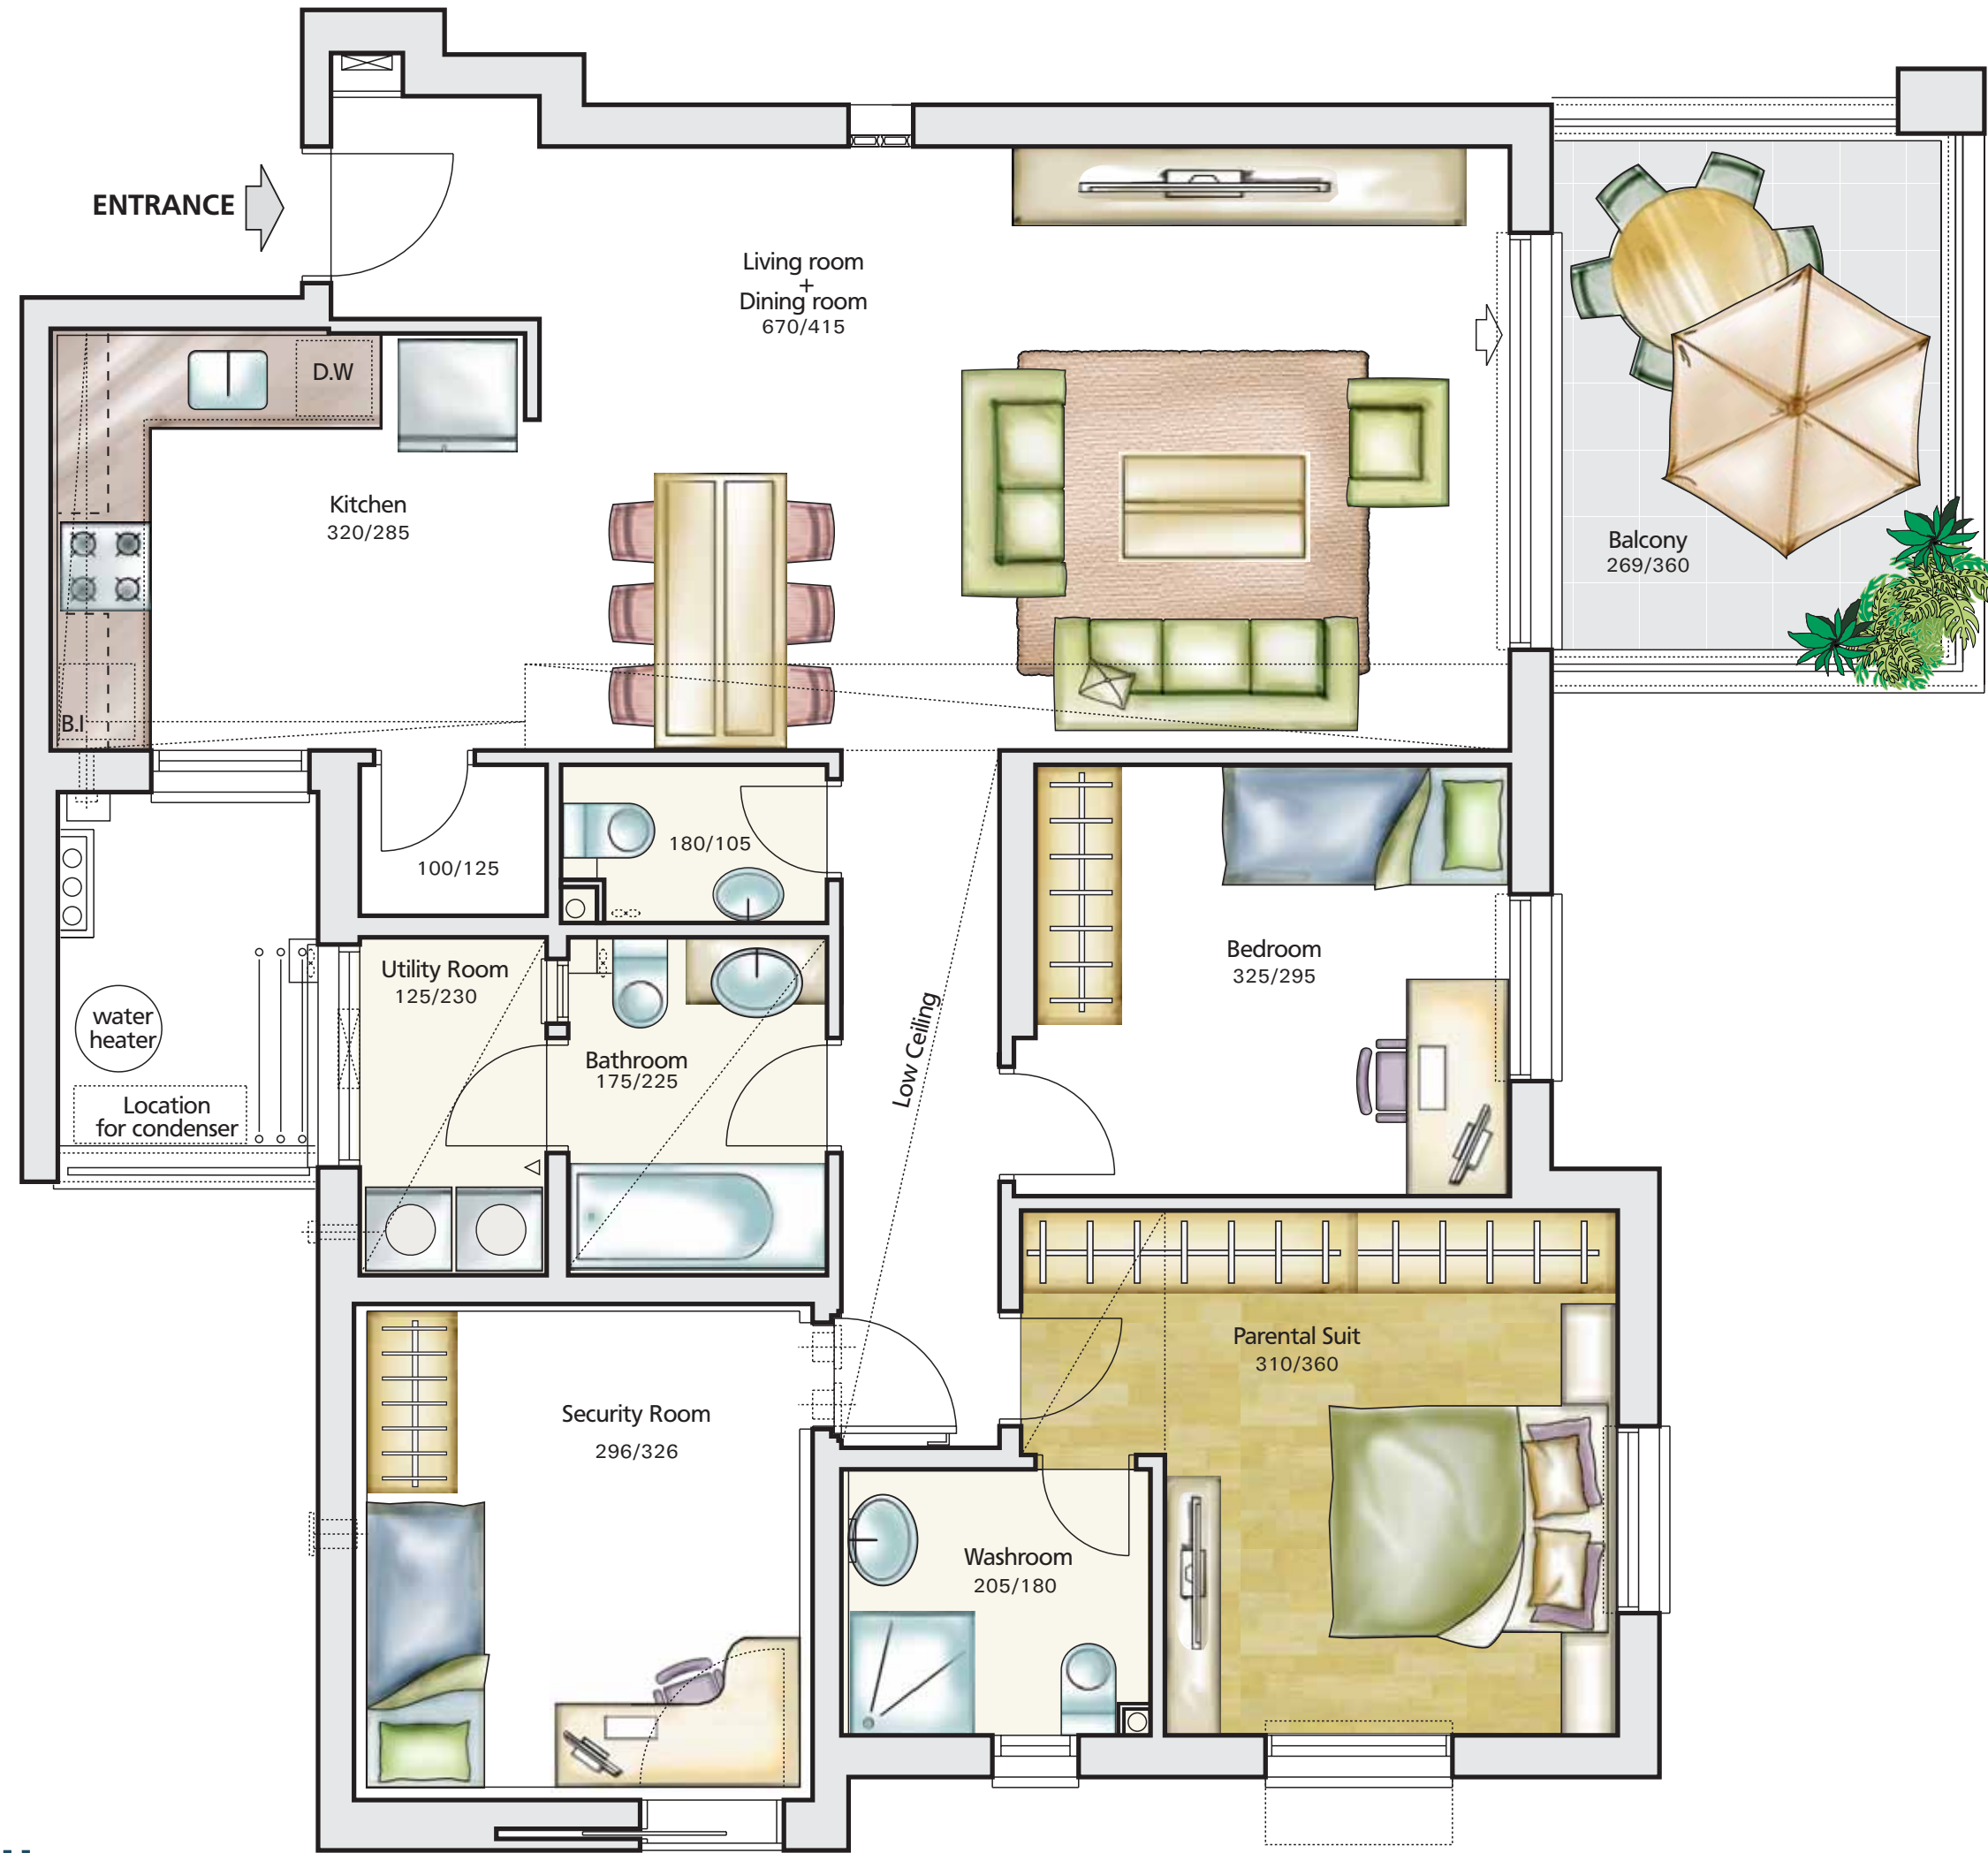 ENTRANCE
Living room
+
Dining room
670/415
D.W
Kitchen
320/285
Balcony
269/360
B.I
180/105
100/125
Utility Room
125/230
Bedroom
325/295
water
heater
Bathroom
175/225
Low Ceiling
Location
for condenser
Parental Suit
310/360
Security Room
296/326
Washroom
205/180